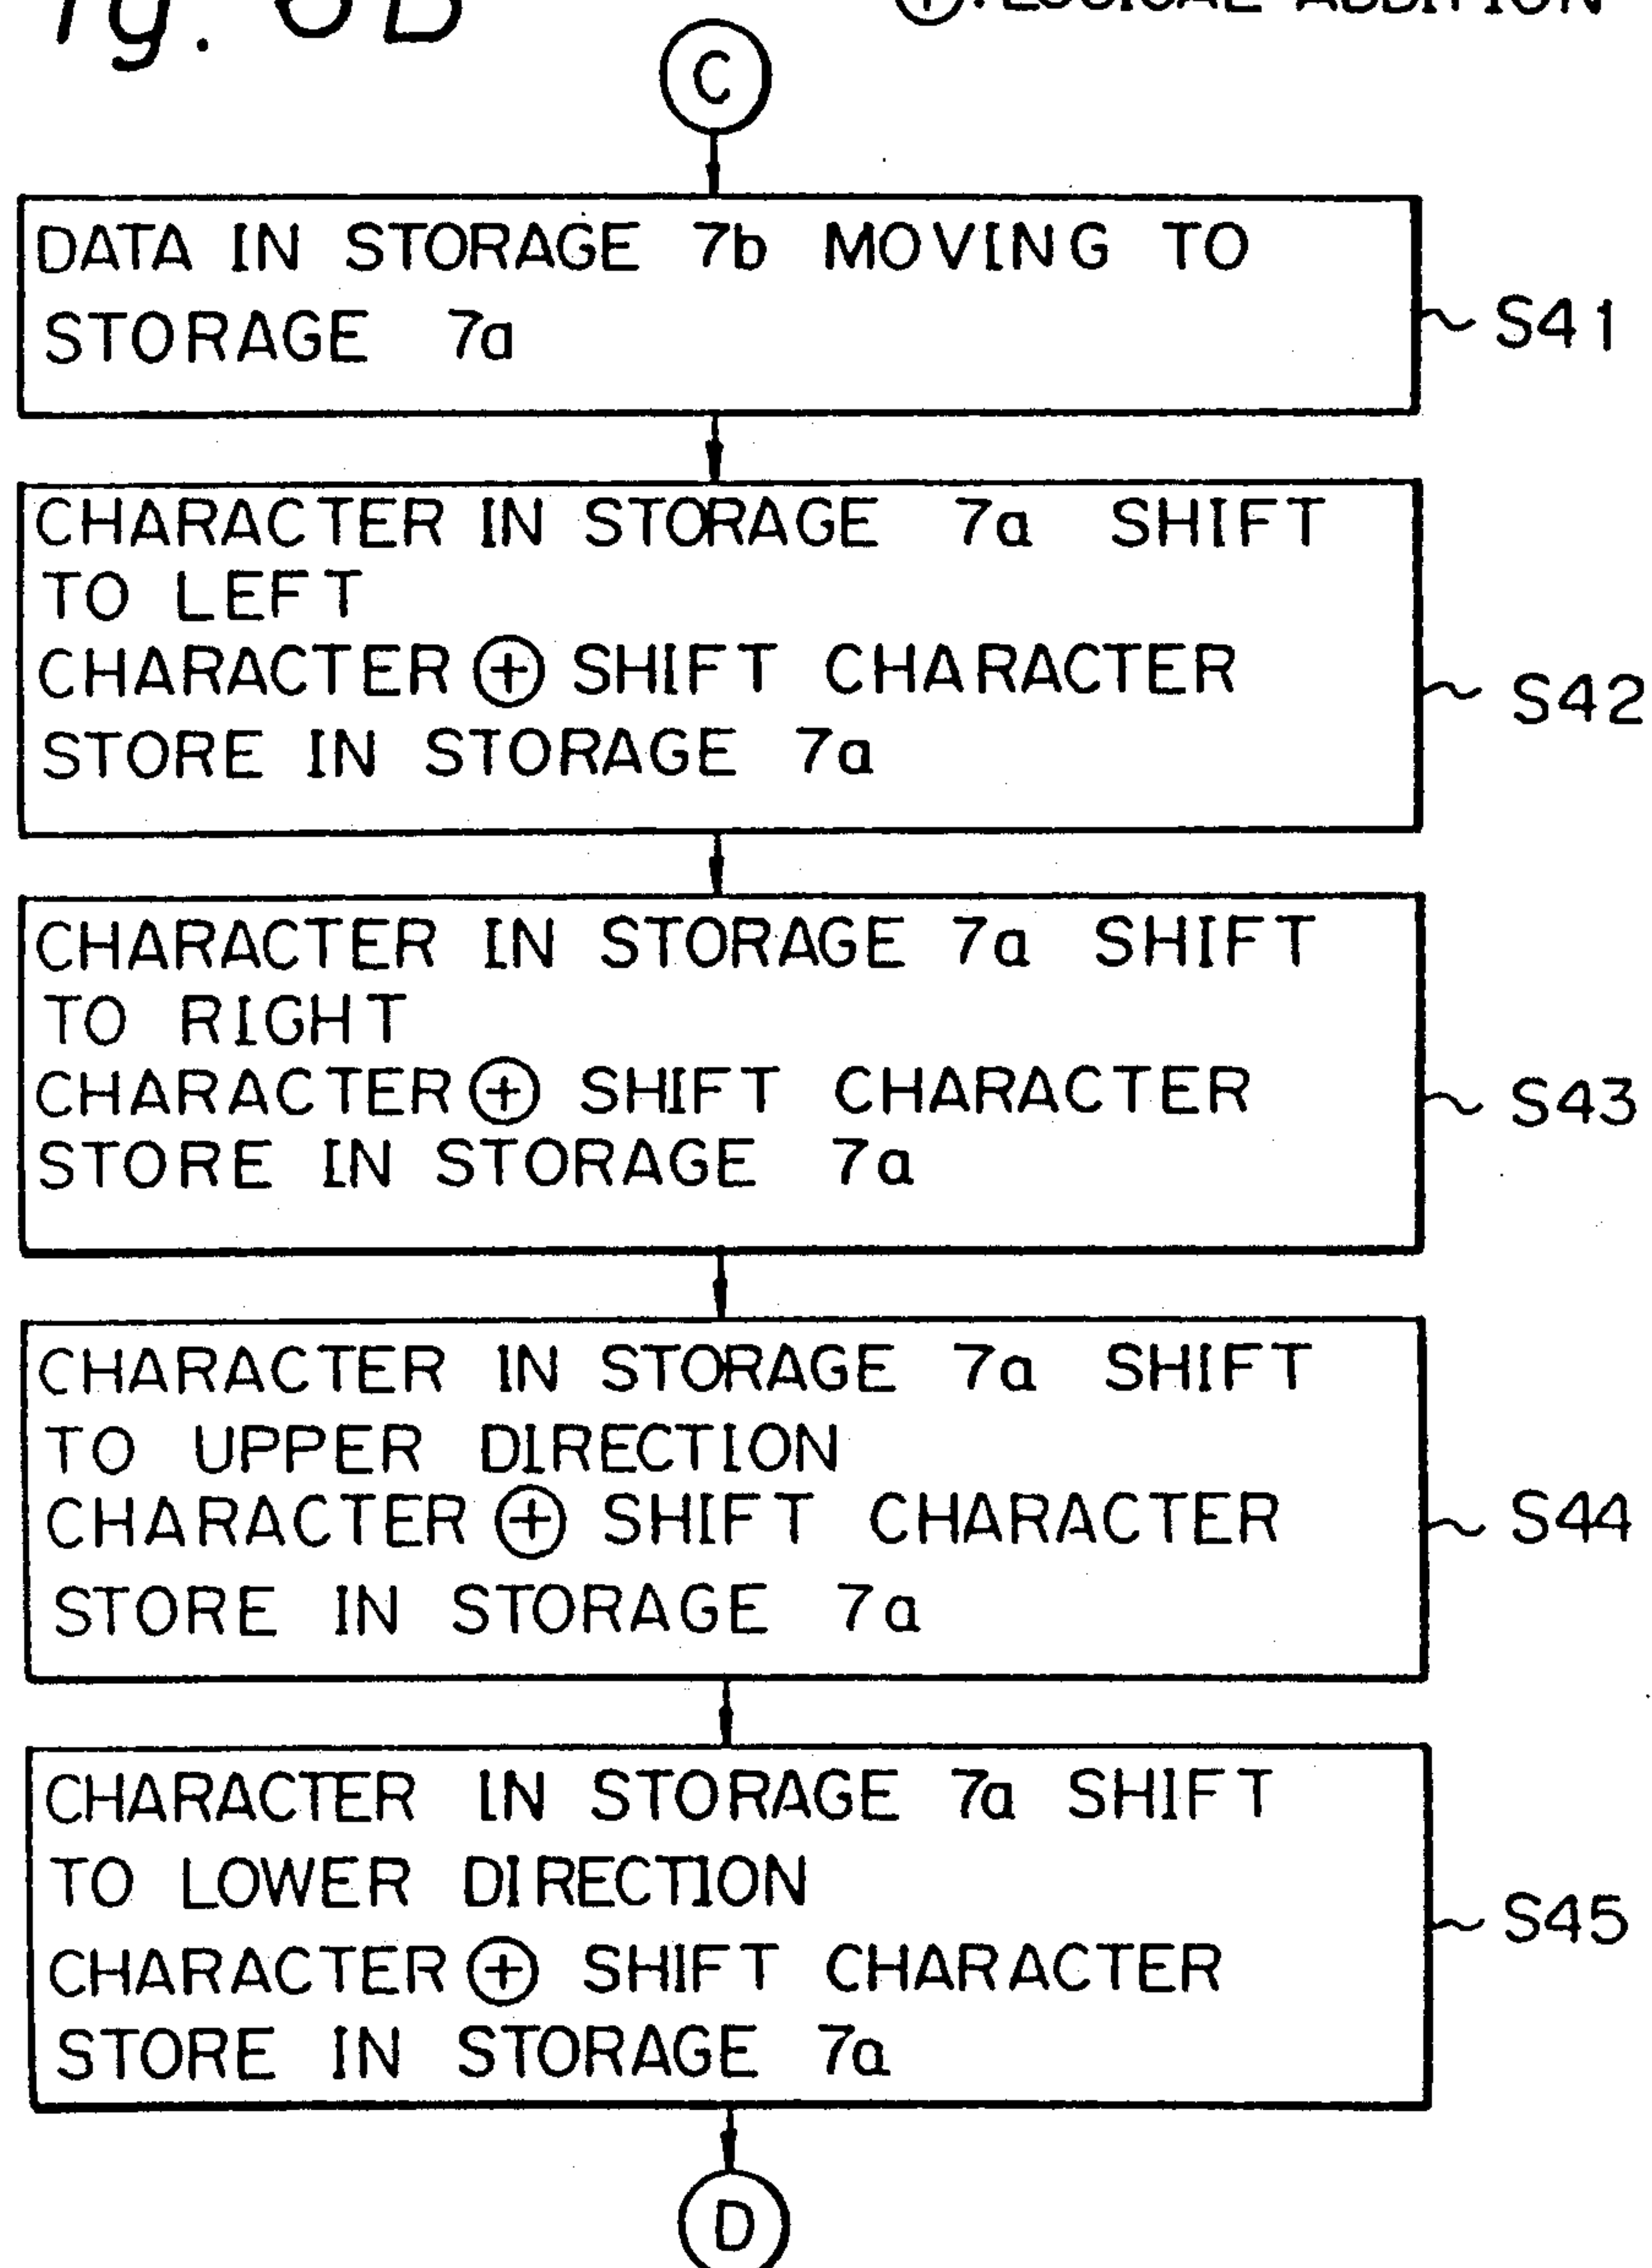 ⊕: LOGICAL ADDITION
C
DATA IN STORAGE 7b MOVING TO
STORAGE 7a
S41
CHARACTER IN STORAGE 7a SHIFT
TO LEFT
CHARACTER ⊕ SHIFT CHARACTER
STORE IN STORAGE 7a
S42
CHARACTER IN STORAGE 7a SHIFT
TO RIGHT
CHARACTER ⊕ SHIFT CHARACTER
STORE IN STORAGE 7a
S43
CHARACTER IN STORAGE 7a SHIFT
TO UPPER DIRECTION
CHARACTER ⊕ SHIFT CHARACTER
STORE IN STORAGE 7a
S44
CHARACTER IN STORAGE 7a SHIFT
TO LOWER DIRECTION
CHARACTER ⊕ SHIFT CHARACTER
STORE IN STORAGE 7a
S45
D